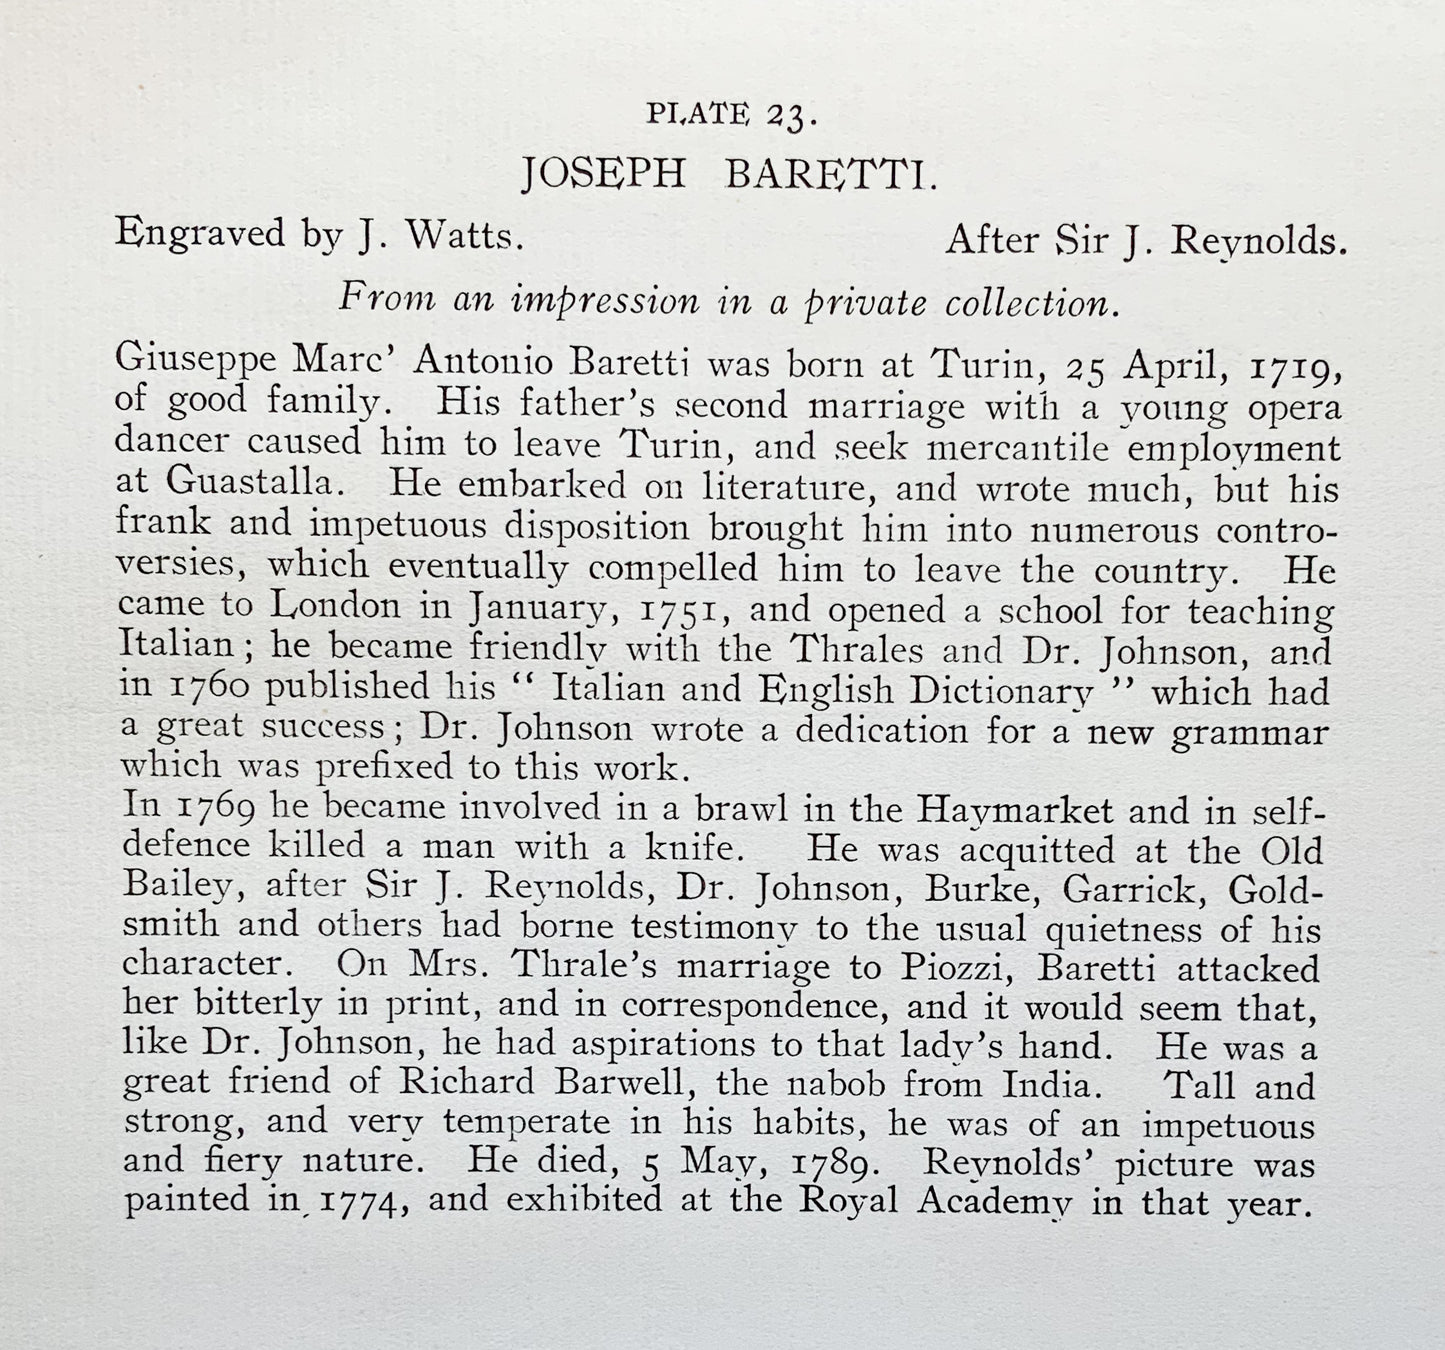 PLATE 23.
JOSEPH BARETTI.
Engraved by J. Watts. After Sir J. Reynolds.
From an impression in a private collection.
Giuseppe Marc' Antonio Baretti was born at Turin, 25 April, 1719,
of good family. His father's second marriage with a young opera
dancer caused him to leave Turin, and seek mercantile employment
at Guastalla. He embarked on literature, and wrote much, but his
frank and impetuous disposition brought him into numerous contro-
versies, which eventually compelled him to leave the country. He
came to London in January, 1751, and opened a school for teaching
Italian; he became friendly with the Thrales and Dr. Johnson, and
in 1760 published his “ Italian and English Dictionary ” which had
a great success; Dr. Johnson wrote a dedication for a new grammar
which was prefixed to this work.
In 1769 he became involved in a brawl in the Haymarket and in self-
defence killed a man with a knife. He was acquitted at the Old
Bailey, after Sir J. Reynolds, Dr. Johnson, Burke, Garrick, Gold-
smith and others had borne testimony to the usual quietness of his
character. On Mrs. Thrale's marriage to Piozzi, Baretti attacked
her bitterly in print, and in correspondence, and it would seem that,
like Dr. Johnson, he had aspirations to that lady's hand. He was a
great friend of Richard Barwell, the nabob from India. Tall and
strong, and very temperate in his habits, he was of an impetuous
and fiery nature. He died, 5 May, 1789. Reynolds' picture was
painted in 1774, and exhibited at the Royal Academy in that year.